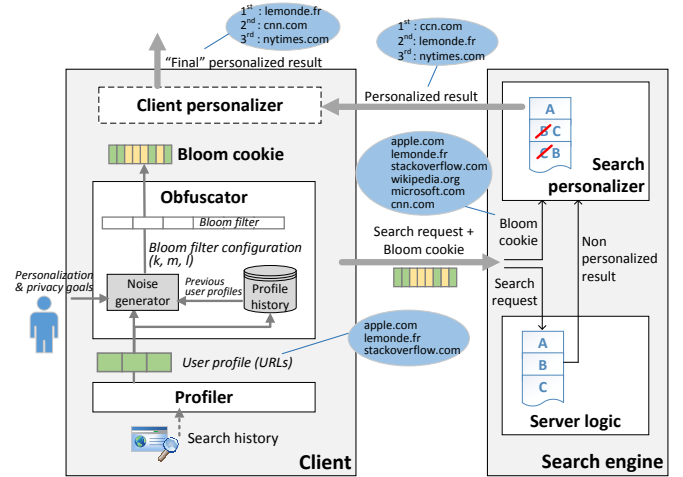 1st : lemonde.fr
2nd : cnn.com
3rd : nytimes.com
1st : ccn.com
2nd: lemonde.fr
3rd : nytimes.com
“Final” personalized result
Personalized result
Client personalizer
Bloom cookie
Obfuscator
Bloom filter
Bloom filter configuration
(k, m, l)
Personalization
& privacy goals
Noise
generator
Previous
user profiles
Profile
history
User profile (URLs)
Profiler
Search history
Client
apple.com
lemonde.fr
stackoverflow.com
wikipedia.org
microsoft.com
cnn.com
Search request +
Bloom cookie
apple.com
lemonde.fr
stackoverflow.com
A
B C
C B
Search
personalizer
Bloom
cookie
Non
personalized
result
Search
request
A
B
C
Server logic
Search engine